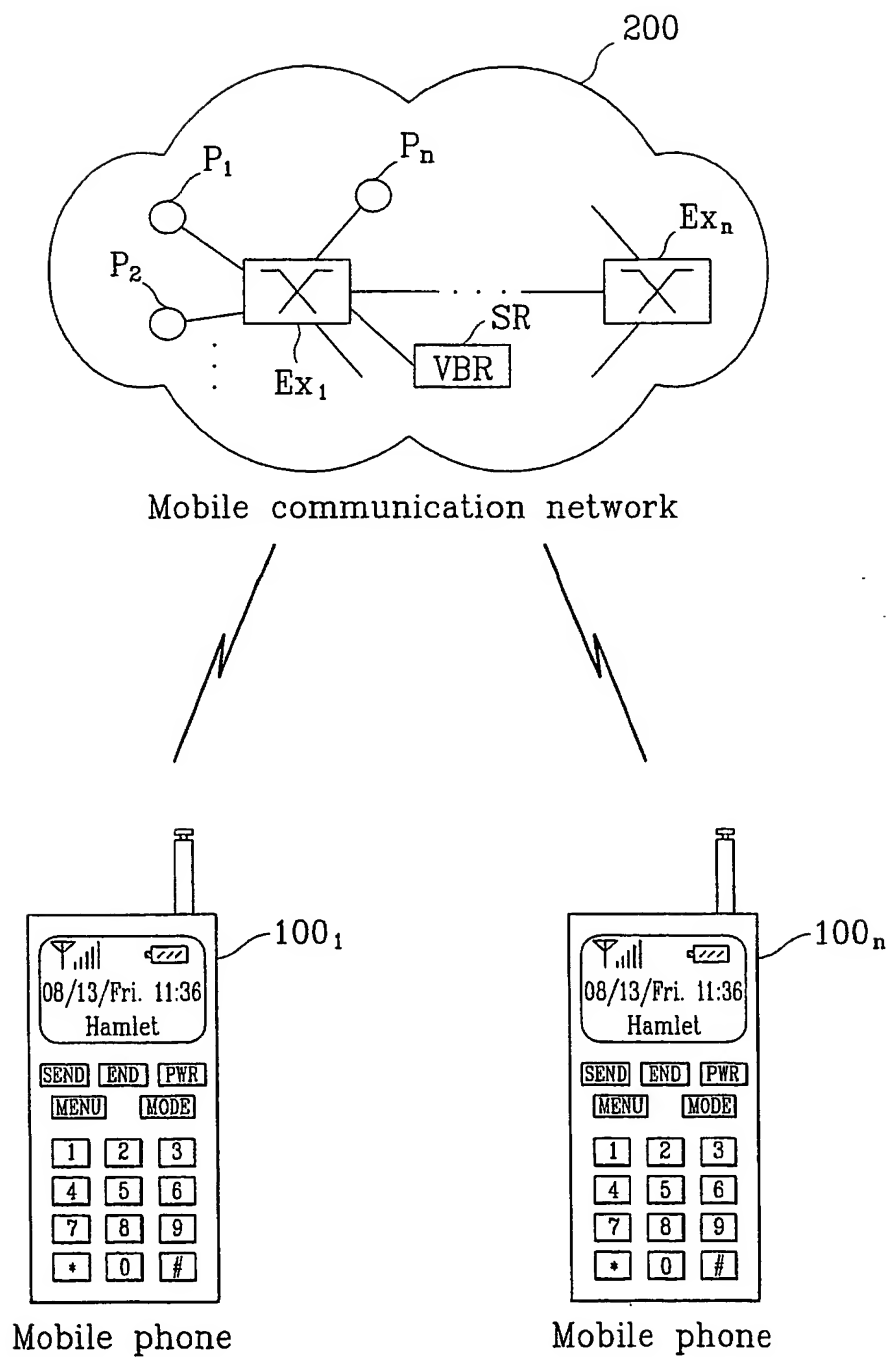 200
P1
Pn
P2
Exn
SR
VBR
Ex1
. . .
Mobile communication network
1001
08/13/Fri. 11:36
Hamlet
SEND END PWR
MENU MODE
1 2 3
4 5 6
7 8 9
* 0 #
Mobile phone
100n
08/13/Fri. 11:36
Hamlet
SEND END PWR
MENU MODE
1 2 3
4 5 6
7 8 9
* 0 #
Mobile phone